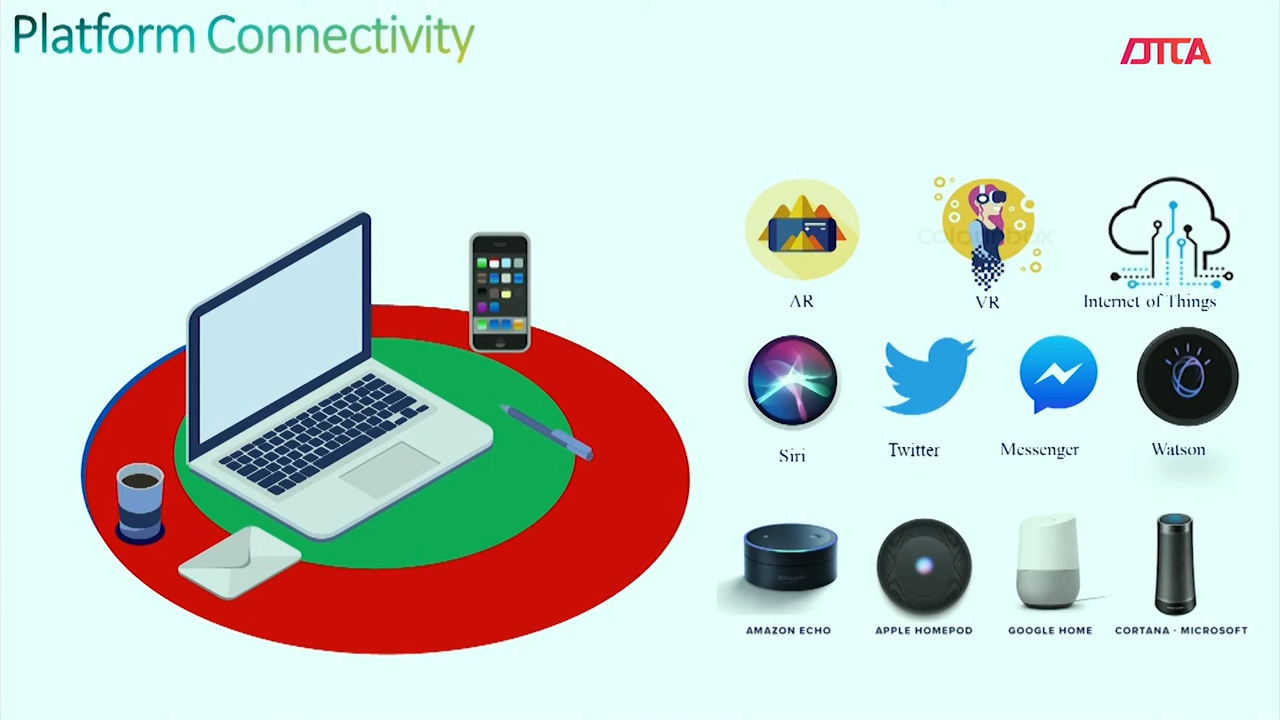 Platform Connectivity
DTCA
colourbox
AR
VR
Internet of Things
Siri
Twitter
Messenger
Watson
AMAZON ECHO
APPLE HOMEPOD
GOOGLE HOME
CORTANA - MICROSOFT